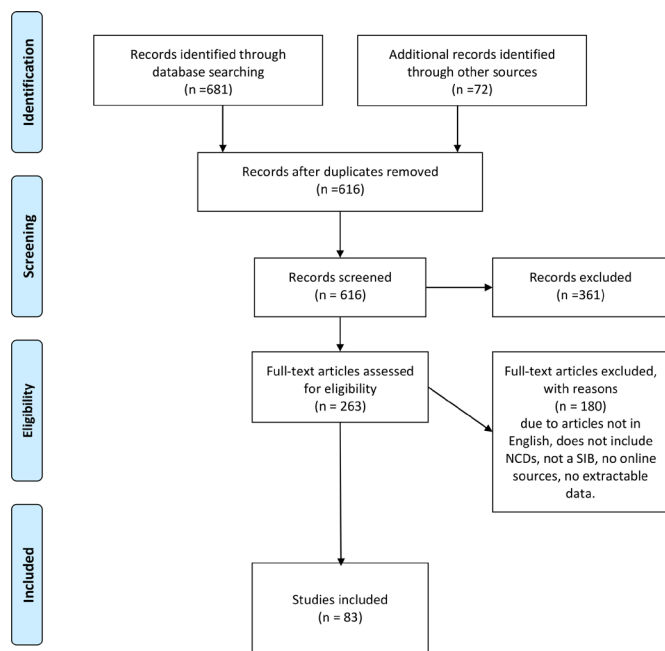 Identification
Records identified through
database searching
(n =681)
Additional records identified
through other sources
(n =72)
Records after duplicates removed
(n =616)
Screening
Records screened
(n = 616)
Records excluded
(n =361)
Eligibility
Full-text articles assessed
for eligibility
(n = 263)
Full-text articles excluded,
with reasons
(n = 180)
due to articles not in
English, does not include
NCDs, not a SIB, no online
sources, no extractable
data.
Included
Studies included
(n = 83)